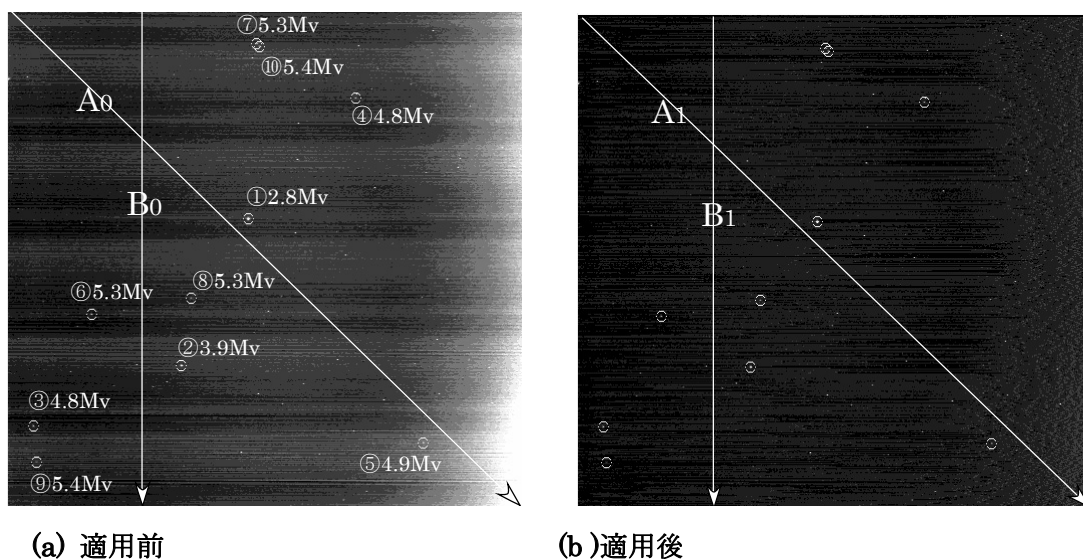 ⑦5.3Mv
⑩5.4Mv
④4.8Mv
A0
B0
①2.8Mv
⑧5.3Mv
⑥5.3Mv
②3.9Mv
③4.8Mv
⑤4.9Mv
⑨5.4Mv
(a) 適用前
A1
B1
(b )適用後